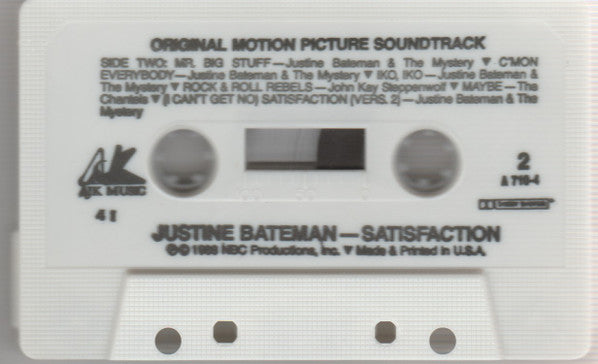 ORIGINAL MOTION PICTURE SOUNDTRACK
SIDE TWO: MR. BIG STUFF—Justine Bateman & The Mystery ▼ C'MON
EVERYBODY—Justine Bateman & The Mystery ▼ IKO, IKO—Justine Bateman &
The Mystery ▼ ROCK & ROLL REBELS—John Kay Steppenwolf ▼ MAYBE—The
Chantels ▼ (I CAN'T GET NO) SATISFACTION (VERS. 2)—Justine Bateman & The
Mystery
AJK MUSIC
2
A 710-4
4 I
JUSTINE BATEMAN—SATISFACTION
℗© 1988 NBC Productions, Inc. ▼ Made & Printed in U.S.A.